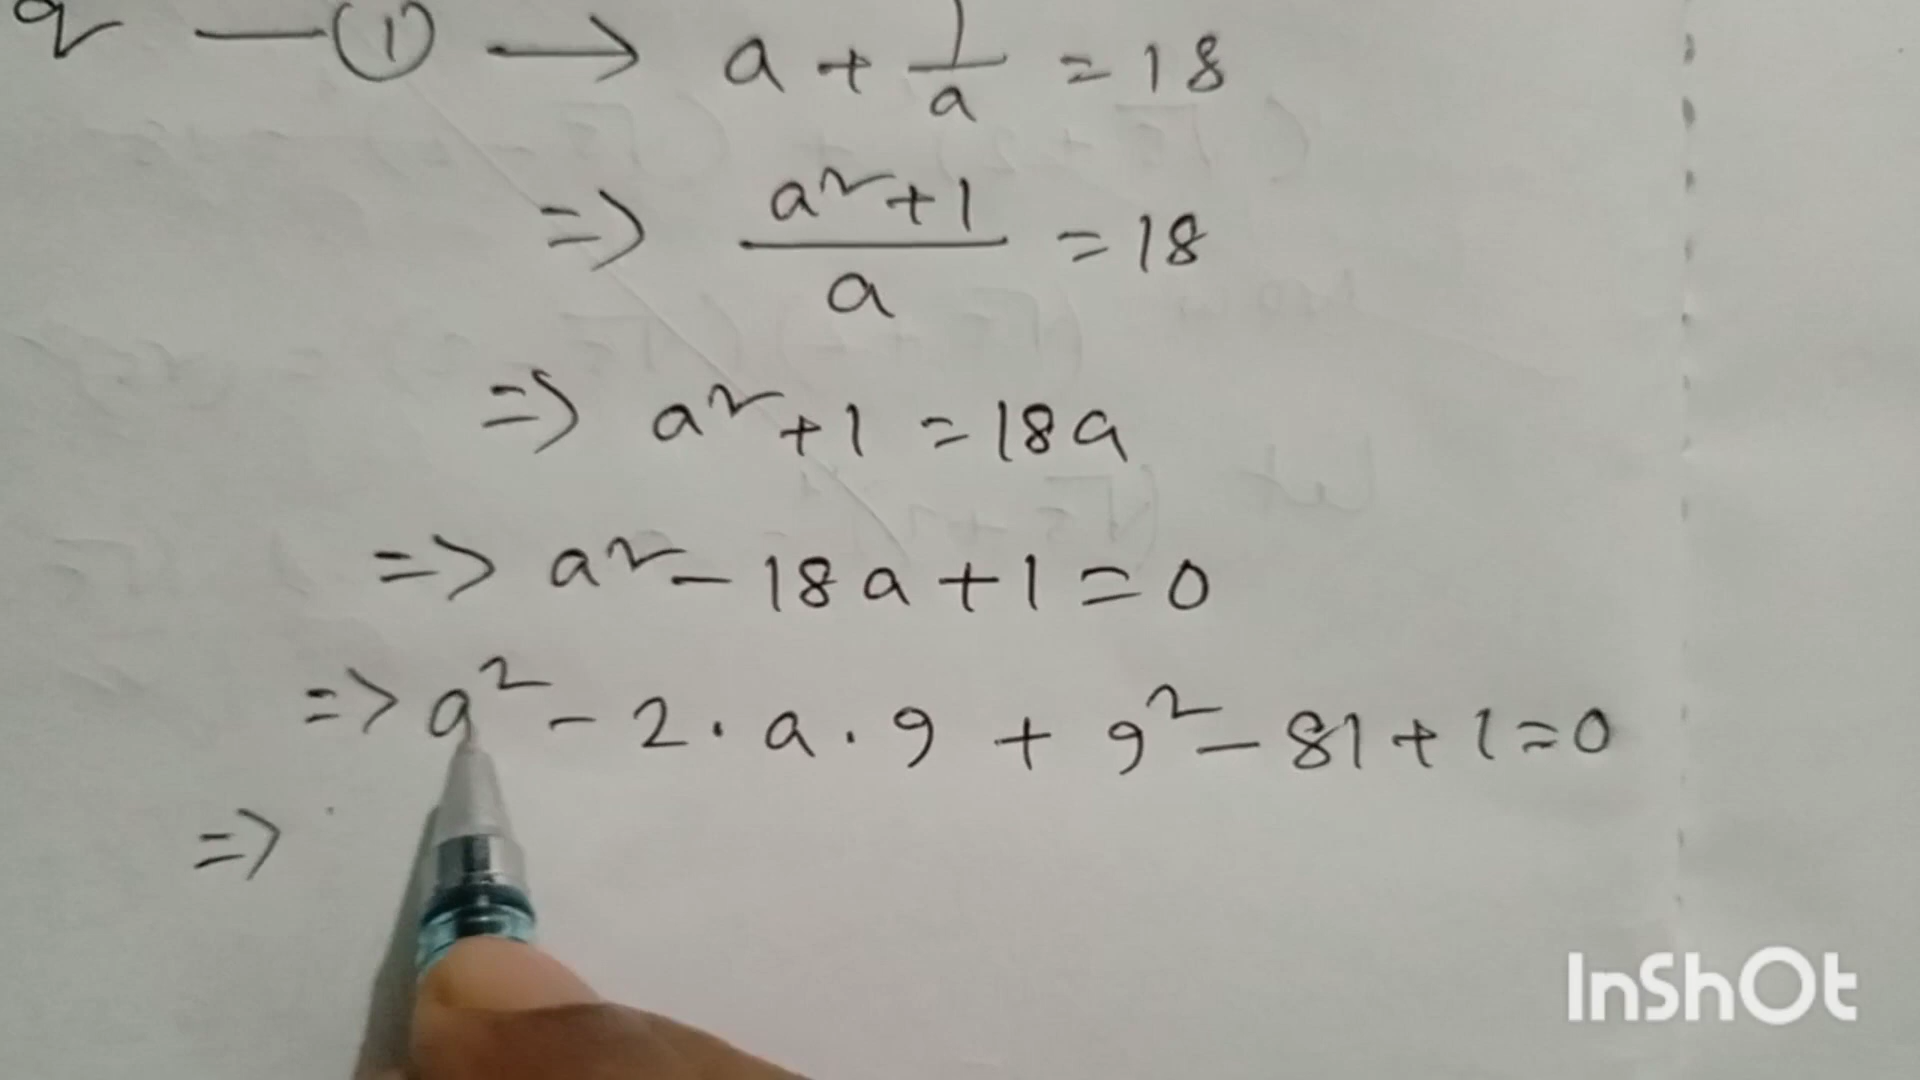 — ① → a + 1/a = 18
=> a²+1/a = 18
=> a²+1 = 18a
=> a² - 18a + 1 = 0
=> a² - 2·a·9 + 9² - 81 + 1 = 0
=>
InShOt